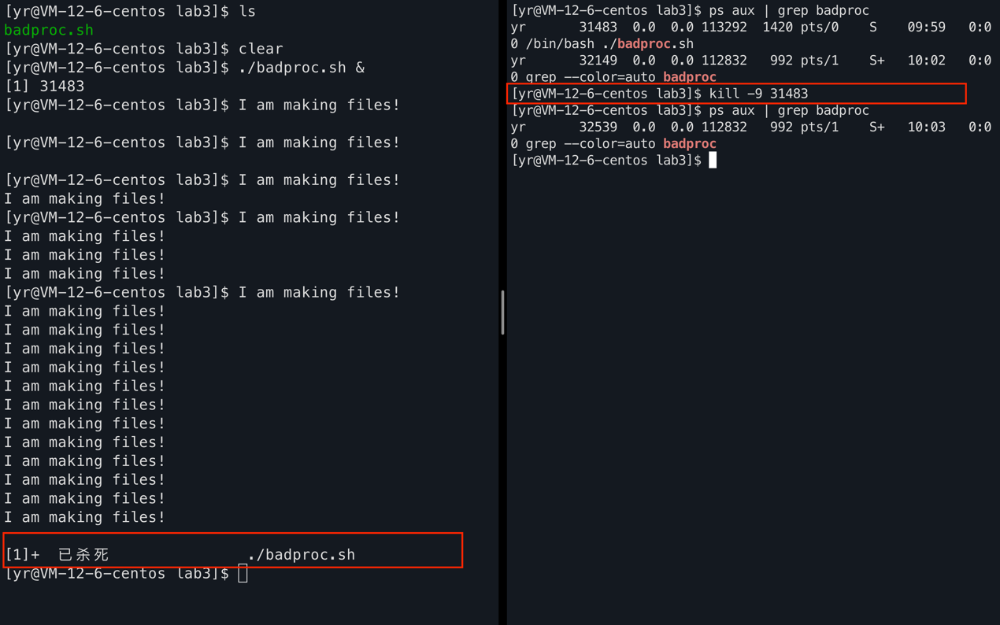 [yr@VM-12-6-centos lab3]$ ls
badproc.sh
[yr@VM-12-6-centos lab3]$ clear
[yr@VM-12-6-centos lab3]$ ./badproc.sh &
[1] 31483
[yr@VM-12-6-centos lab3]$ I am making files!
[yr@VM-12-6-centos lab3]$ I am making files!
[yr@VM-12-6-centos lab3]$ I am making files!
I am making files!
[yr@VM-12-6-centos lab3]$ I am making files!
I am making files!
I am making files!
I am making files!
[yr@VM-12-6-centos lab3]$ I am making files!
I am making files!
I am making files!
I am making files!
I am making files!
I am making files!
I am making files!
I am making files!
I am making files!
I am making files!
I am making files!
I am making files!
I am making files!
[1]+  已杀死               ./badproc.sh
[yr@VM-12-6-centos lab3]$
[yr@VM-12-6-centos lab3]$ ps aux | grep badproc
yr       31483  0.0  0.0 113292  1420 pts/0    S    09:59   0:0
0 /bin/bash ./badproc.sh
yr       32149  0.0  0.0 112832   992 pts/1    S+   10:02   0:0
0 grep --color=auto badproc
[yr@VM-12-6-centos lab3]$ kill -9 31483
[yr@VM-12-6-centos lab3]$ ps aux | grep badproc
yr       32539  0.0  0.0 112832   992 pts/1    S+   10:03   0:0
0 grep --color=auto badproc
[yr@VM-12-6-centos lab3]$